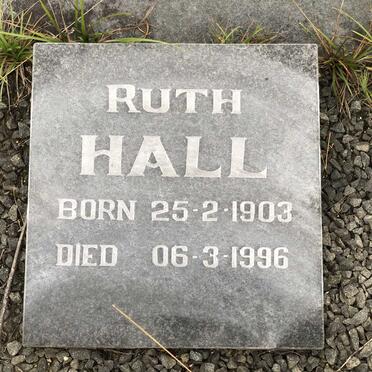 RUTH
HALL
BORN 25-2-1903
DIED 06-3-1996